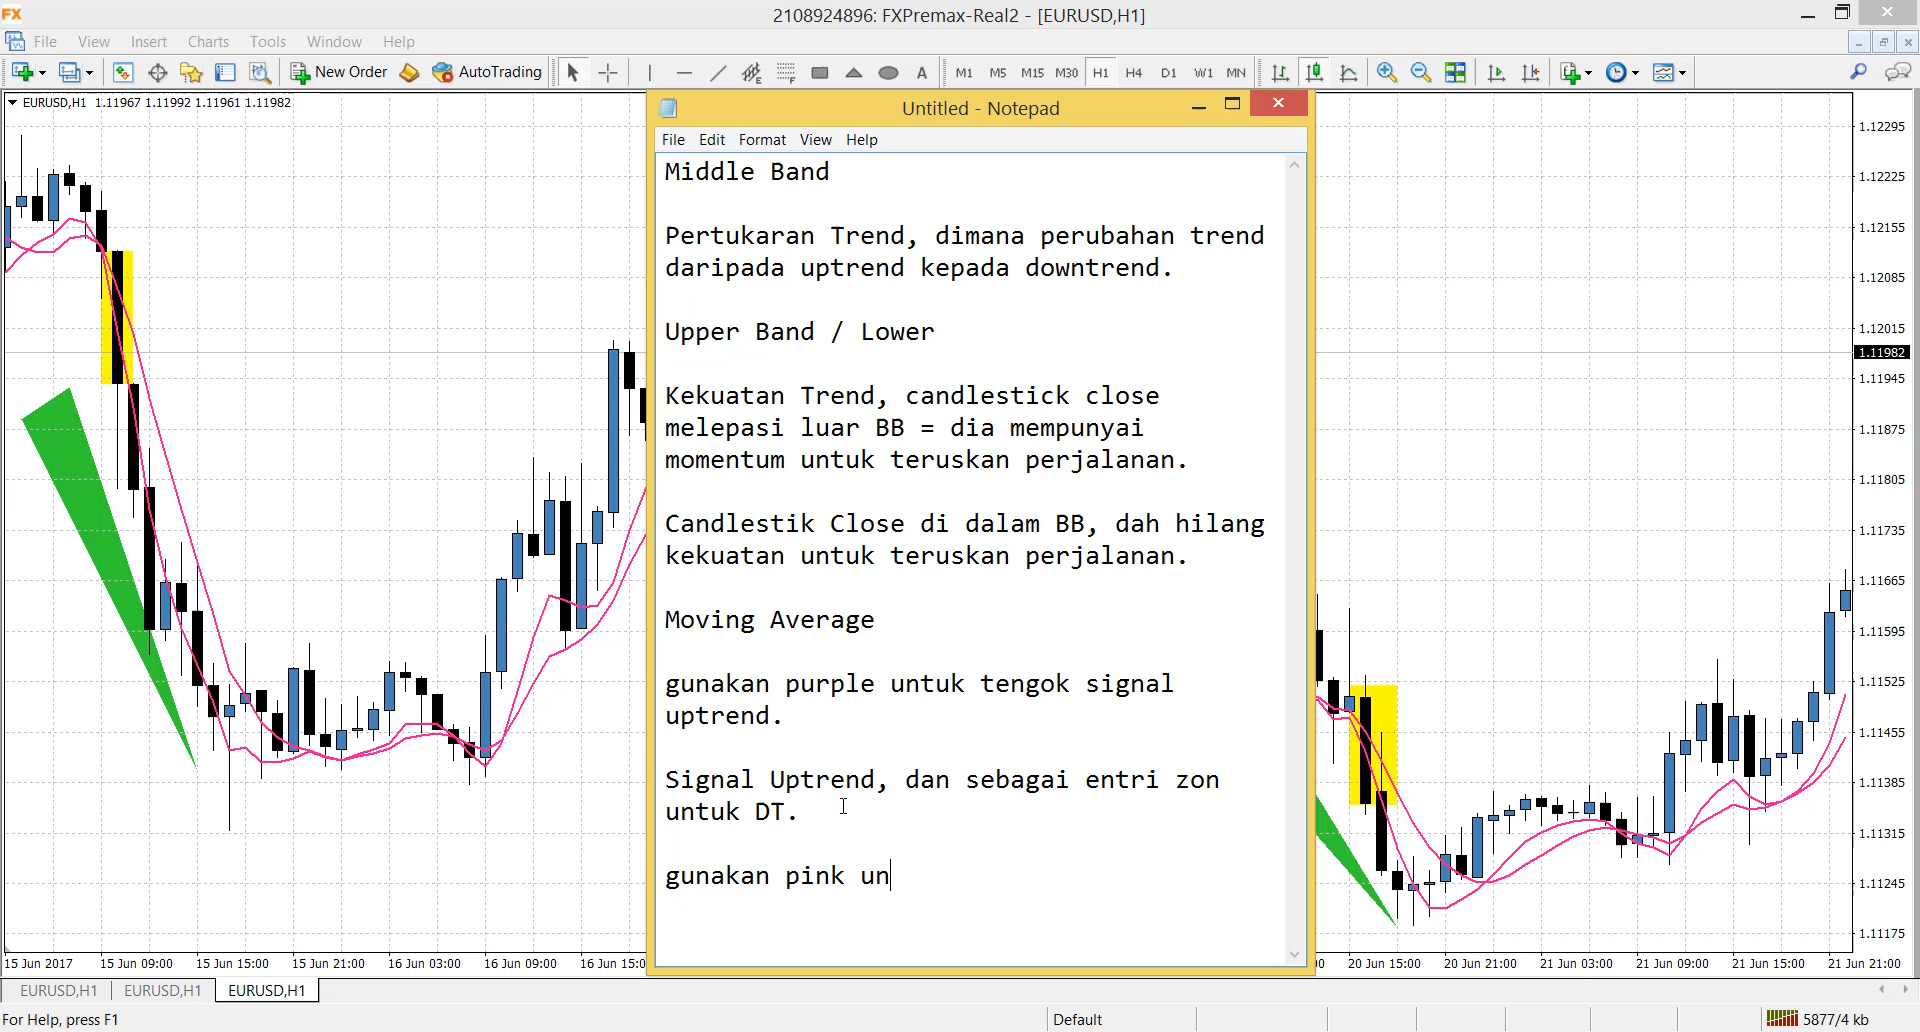 FX
2108924896: FXPremax-Real2 - [EURUSD,H1]
File View Insert Charts Tools Window Help
New Order AutoTrading A M1 M5 M15 M30 H1 H4 D1 W1 MN
EURUSD,H1 1.11967 1.11992 1.11961 1.11982
Untitled - Notepad
File Edit Format View Help
Middle Band
Pertukaran Trend, dimana perubahan trend
daripada uptrend kepada downtrend.
Upper Band / Lower
Kekuatan Trend, candlestick close
melepasi luar BB = dia mempunyai
momentum untuk teruskan perjalanan.
Candlestik Close di dalam BB, dah hilang
kekuatan untuk teruskan perjalanan.
Moving Average
gunakan purple untuk tengok signal
uptrend.
Signal Uptrend, dan sebagai entri zon
untuk DT.
gunakan pink un
1.12295
1.12225
1.12155
1.12085
1.12015
1.11982
1.11945
1.11875
1.11805
1.11735
1.11665
1.11595
1.11525
1.11455
1.11385
1.11315
1.11245
1.11175
15 Jun 2017 15 Jun 09:00 15 Jun 15:00 15 Jun 21:00 16 Jun 03:00 16 Jun 09:00 16 Jun 15:0 0 20 Jun 15:00 20 Jun 21:00 21 Jun 03:00 21 Jun 09:00 21 Jun 15:00 21 Jun 21:00
EURUSD,H1 EURUSD,H1 EURUSD,H1
For Help, press F1 Default 5877/4 kb